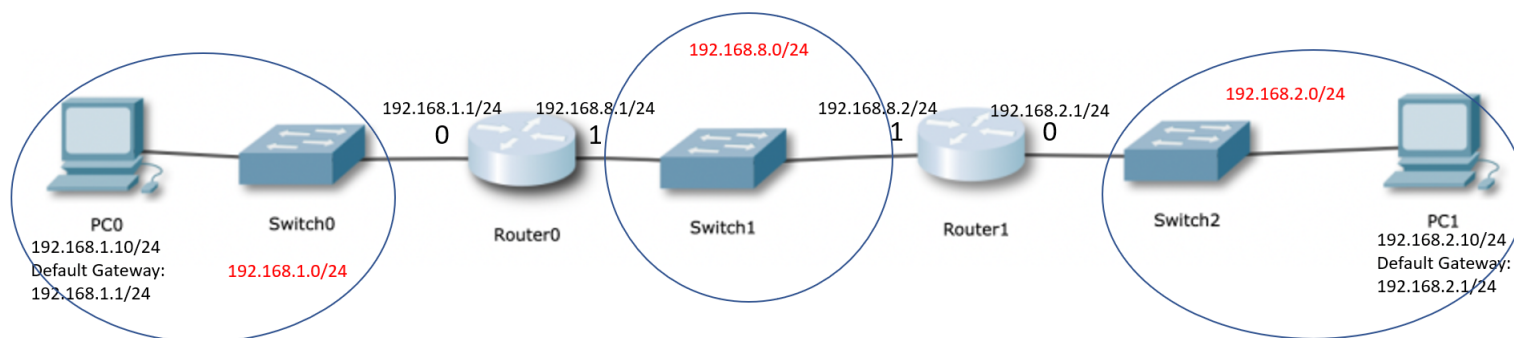 192.168.8.0/24
192.168.2.0/24
192.168.1.1/24
192.168.8.1/24
192.168.8.2/24
192.168.2.1/24
0
1
1
0
PC0
Switch0
Router0
Switch1
Router1
Switch2
PC1
192.168.1.10/24
Default Gateway:
192.168.1.1/24
192.168.1.0/24
192.168.2.10/24
Default Gateway:
192.168.2.1/24